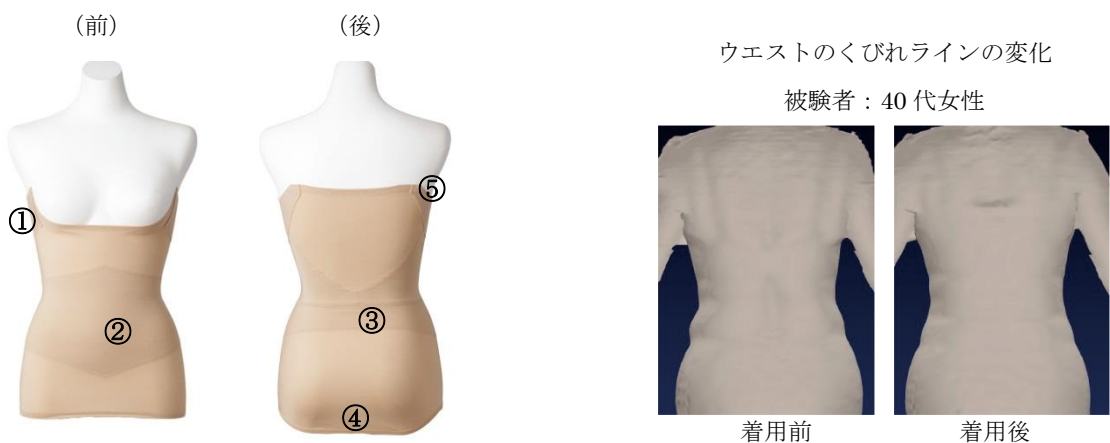 （前）
（後）
①
②
③
④
⑤
ウエストのくびれラインの変化
被験者：40 代女性
着用前
着用後